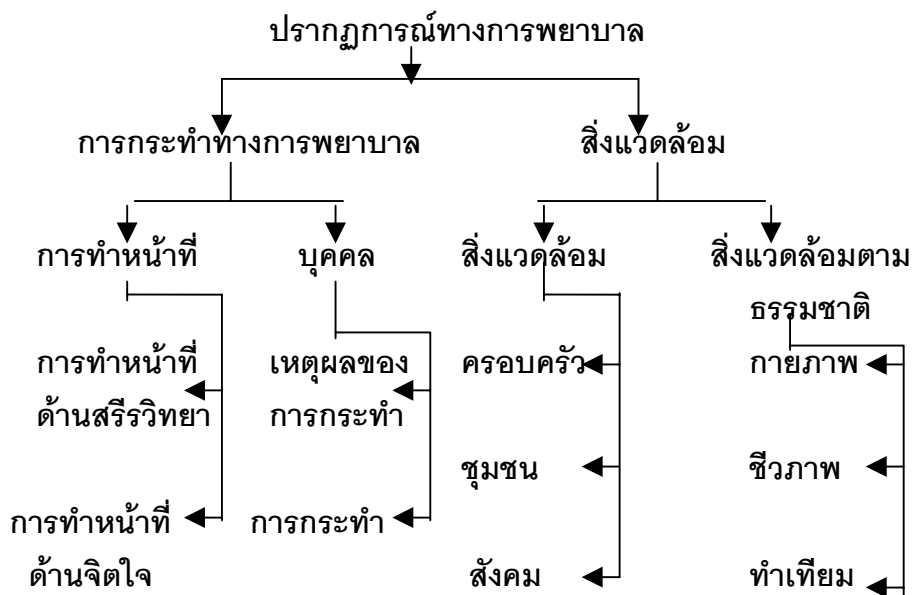 ปรากฏการณ์ทางการพยาบาล
การกระทำทางการพยาบาล
สิ่งแวดล้อม
การทำหน้าที่
บุคคล
สิ่งแวดล้อม
สิ่งแวดล้อมตาม
ธรรมชาติ
การทำหน้าที่
ด้านสรีรวิทยา
เหตุผลของ
การกระทำ
ครอบครัว
กายภาพ
ชุมชน
ชีวภาพ
การทำหน้าที่
ด้านจิตใจ
การกระทำ
สังคม
ทำเทียม